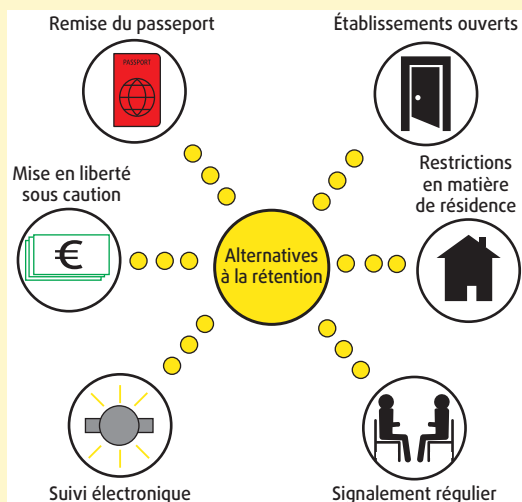 Remise du passeport
Établissements ouverts
PASSPORT
Mise en liberté
sous caution
€
Restrictions
en matière
de résidence
Alternatives
à la rétention
Suivi électronique
Signalement régulier